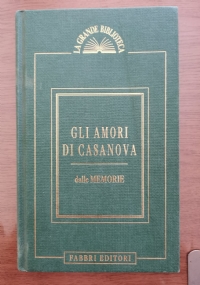 LA GRANDE BIBLIOTECA
GLI AMORI
DI CASANOVA
dalle MEMORIE
FABBRI EDITORI